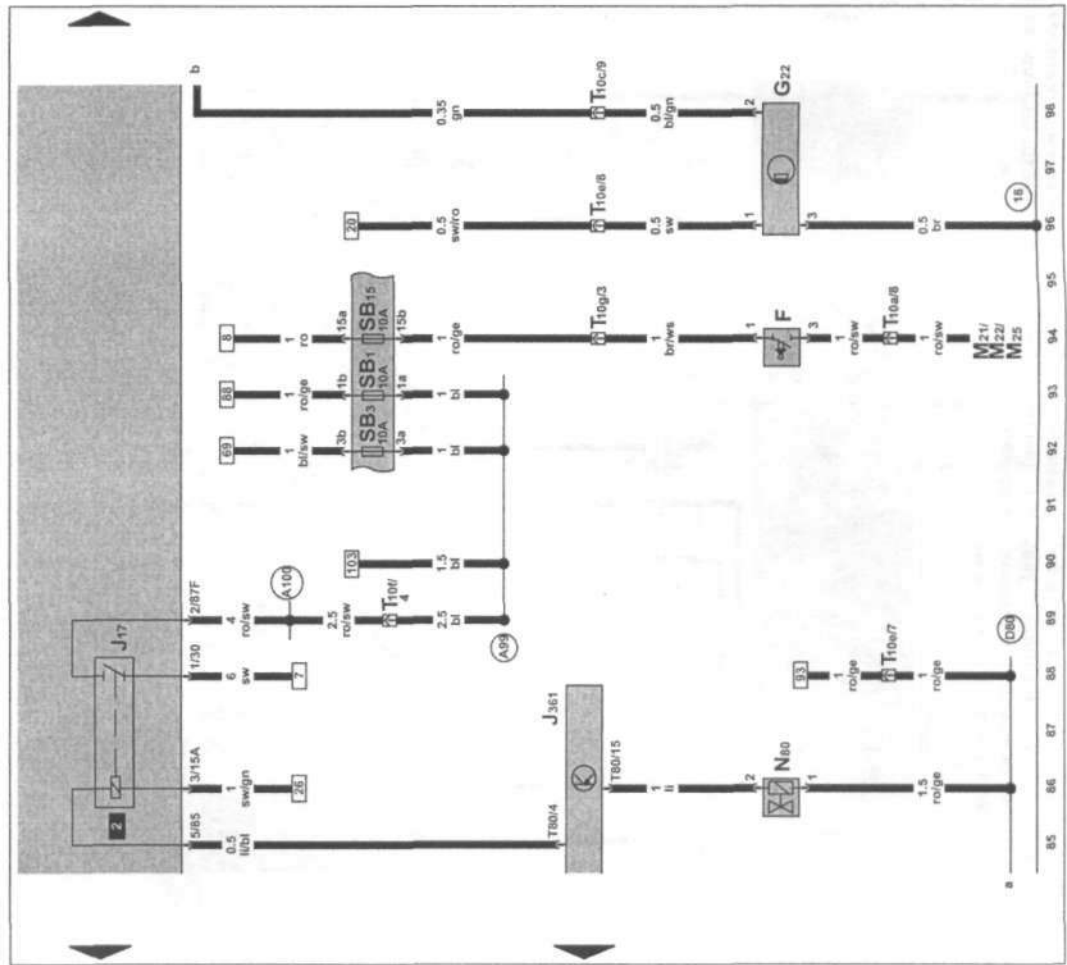 b
J17
2
5/85
3/15A
1/30
2/87F
0.5
li/bl
1
sw/gn
6
sw
4
ro/sw
26
7
A100
2.5
ro/sw
T10f/
4
2.5
bl
A99
103
1.5
bl
69
88
8
1
bl/sw
1
ro/ge
1
ro
3b
1b
15a
SB3
10A
SB1
10A
SB15
10A
3a
1a
15b
1
bl
1
bl
1
ro/ge
20
0.5
sw/ro
0.35
gn
T80/4
J361
K
T80/15
1
li
T10g/3
T10e/8
T10c/9
1
br/ws
0.5
sw
0.5
bl/gn
2
N80
1
1
F
3
1
2
G22
3
93
1
ro/ge
T10e/7
1
ro/ge
1.5
ro/ge
1
ro/sw
T10a/8
1
ro/sw
M21/
M22/
M25
0.5
br
a
D80
18
85 86 87 88 89 90 91 92 93 94 95 96 97 98